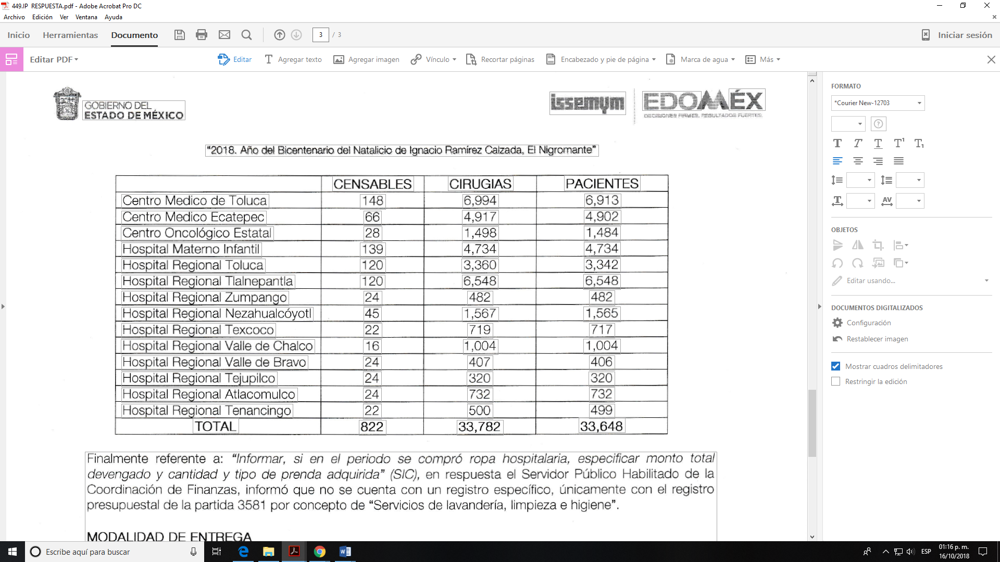 449.IP RESPUESTA.pdf - Adobe Acrobat Pro DC
Archivo Edición Ver Ventana Ayuda
Inicio Herramientas Documento 3 / 3 Iniciar sesión
Editar PDF Editar Agregar texto Agregar imagen Vínculo Recortar páginas Encabezado y pie de página Marca de agua Más
GOBIERNO DEL
ESTADO DE MÉXICO
issemym
EDOMÉX
DECISIONES FIRMES, RESULTADOS FUERTES.
"2018. Año del Bicentenario del Natalicio de Ignacio Ramírez Calzada, El Nigromante"
CENSABLES CIRUGIAS PACIENTES
Centro Medico de Toluca 148 6,994 6,913
Centro Medico Ecatepec 66 4,917 4,902
Centro Oncológico Estatal 28 1,498 1,484
Hospital Materno Infantil 139 4,734 4,734
Hospital Regional Toluca 120 3,360 3,342
Hospital Regional Tlalnepantla 120 6,548 6,548
Hospital Regional Zumpango 24 482 482
Hospital Regional Nezahualcóyotl 45 1,567 1,565
Hospital Regional Texcoco 22 719 717
Hospital Regional Valle de Chalco 16 1,004 1,004
Hospital Regional Valle de Bravo 24 407 406
Hospital Regional Tejupilco 24 320 320
Hospital Regional Atlacomulco 24 732 732
Hospital Regional Tenancingo 22 500 499
TOTAL 822 33,782 33,648
Finalmente referente a: "Informar, si en el periodo se compró ropa hospitalaria, especificar monto total
devengado y cantidad y tipo de prenda adquirida" (SIC), en respuesta el Servidor Público Habilitado de la
Coordinación de Finanzas, informó que no se cuenta con un registro específico, únicamente con el registro
presupuestal de la partida 3581 por concepto de "Servicios de lavandería, limpieza e higiene".
MODALIDAD DE ENTREGA
FORMATO
*Courier New-12703
OBJETOS
Editar usando...
DOCUMENTOS DIGITALIZADOS
Configuración
Restablecer imagen
Mostrar cuadros delimitadores
Restringir la edición
Escribe aquí para buscar
ESP
01:16 p. m.
16/10/2018